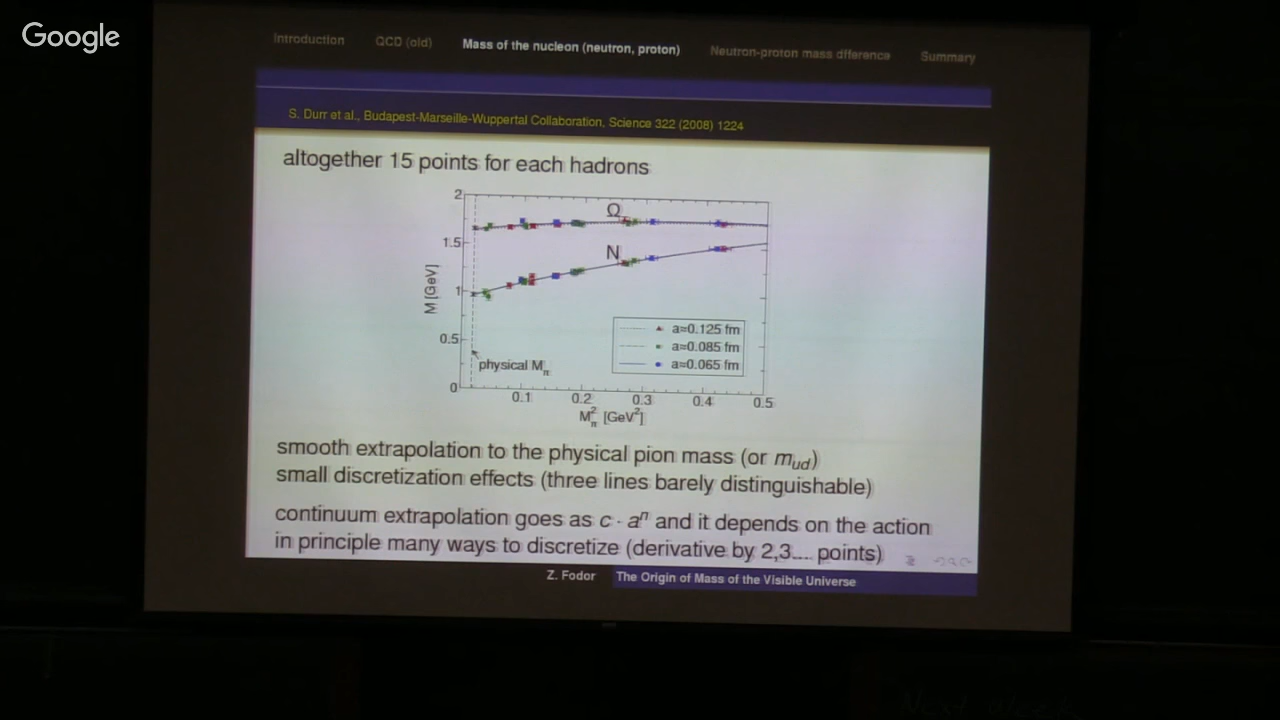 Google
Introduction QCD (old) Mass of the nucleon (neutron, proton) Neutron-proton mass difference Summary
S. Durr et al., Budapest-Marseille-Wuppertal Collaboration, Science 322 (2008) 1224
altogether 15 points for each hadrons
2
Ω
1.5
N
M [GeV]
1
a≈0.125 fm
0.5
a≈0.085 fm
physical Mπ
a≈0.065 fm
0
0.1 0.2 0.3 0.4 0.5
Mπ² [GeV²]
smooth extrapolation to the physical pion mass (or mud)
small discretization effects (three lines barely distinguishable)
continuum extrapolation goes as c · aⁿ and it depends on the action
in principle many ways to discretize (derivative by 2,3.... points)
Z. Fodor The Origin of Mass of the Visible Universe